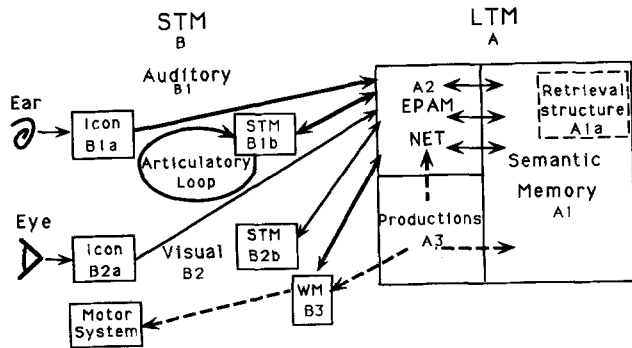 STM
B
LTM
A
Auditory
B1
Ear
Icon
B1a
STM
B1b
Articulatory
Loop
A2
EPAM
NET
Retrieval
structure
A1a
Semantic
Memory
A1
Productions
A3
Eye
Icon
B2a
Visual
B2
STM
B2b
WM
B3
Motor
System